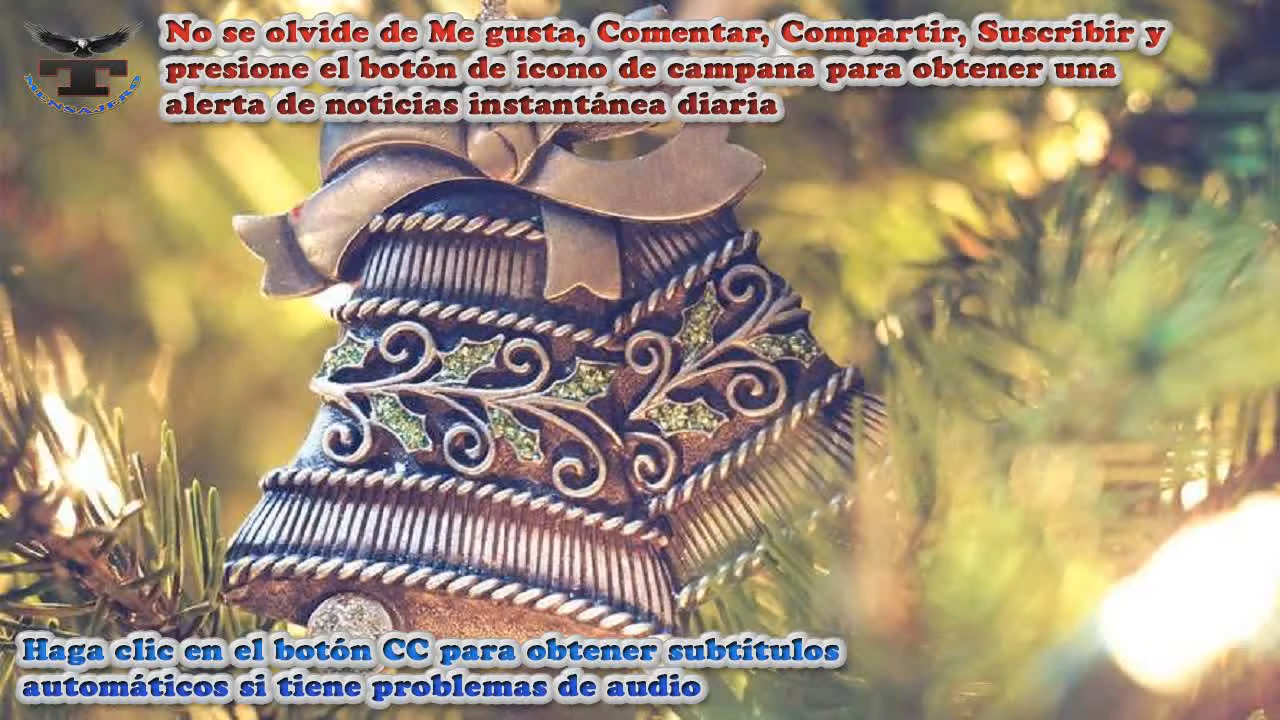 No se olvide de Me gusta, Comentar, Compartir, Suscribir y
presione el botón de icono de campana para obtener una
alerta de noticias instantánea diaria
T
MENSAJERO
Haga clic en el botón CC para obtener subtítulos
automáticos si tiene problemas de audio